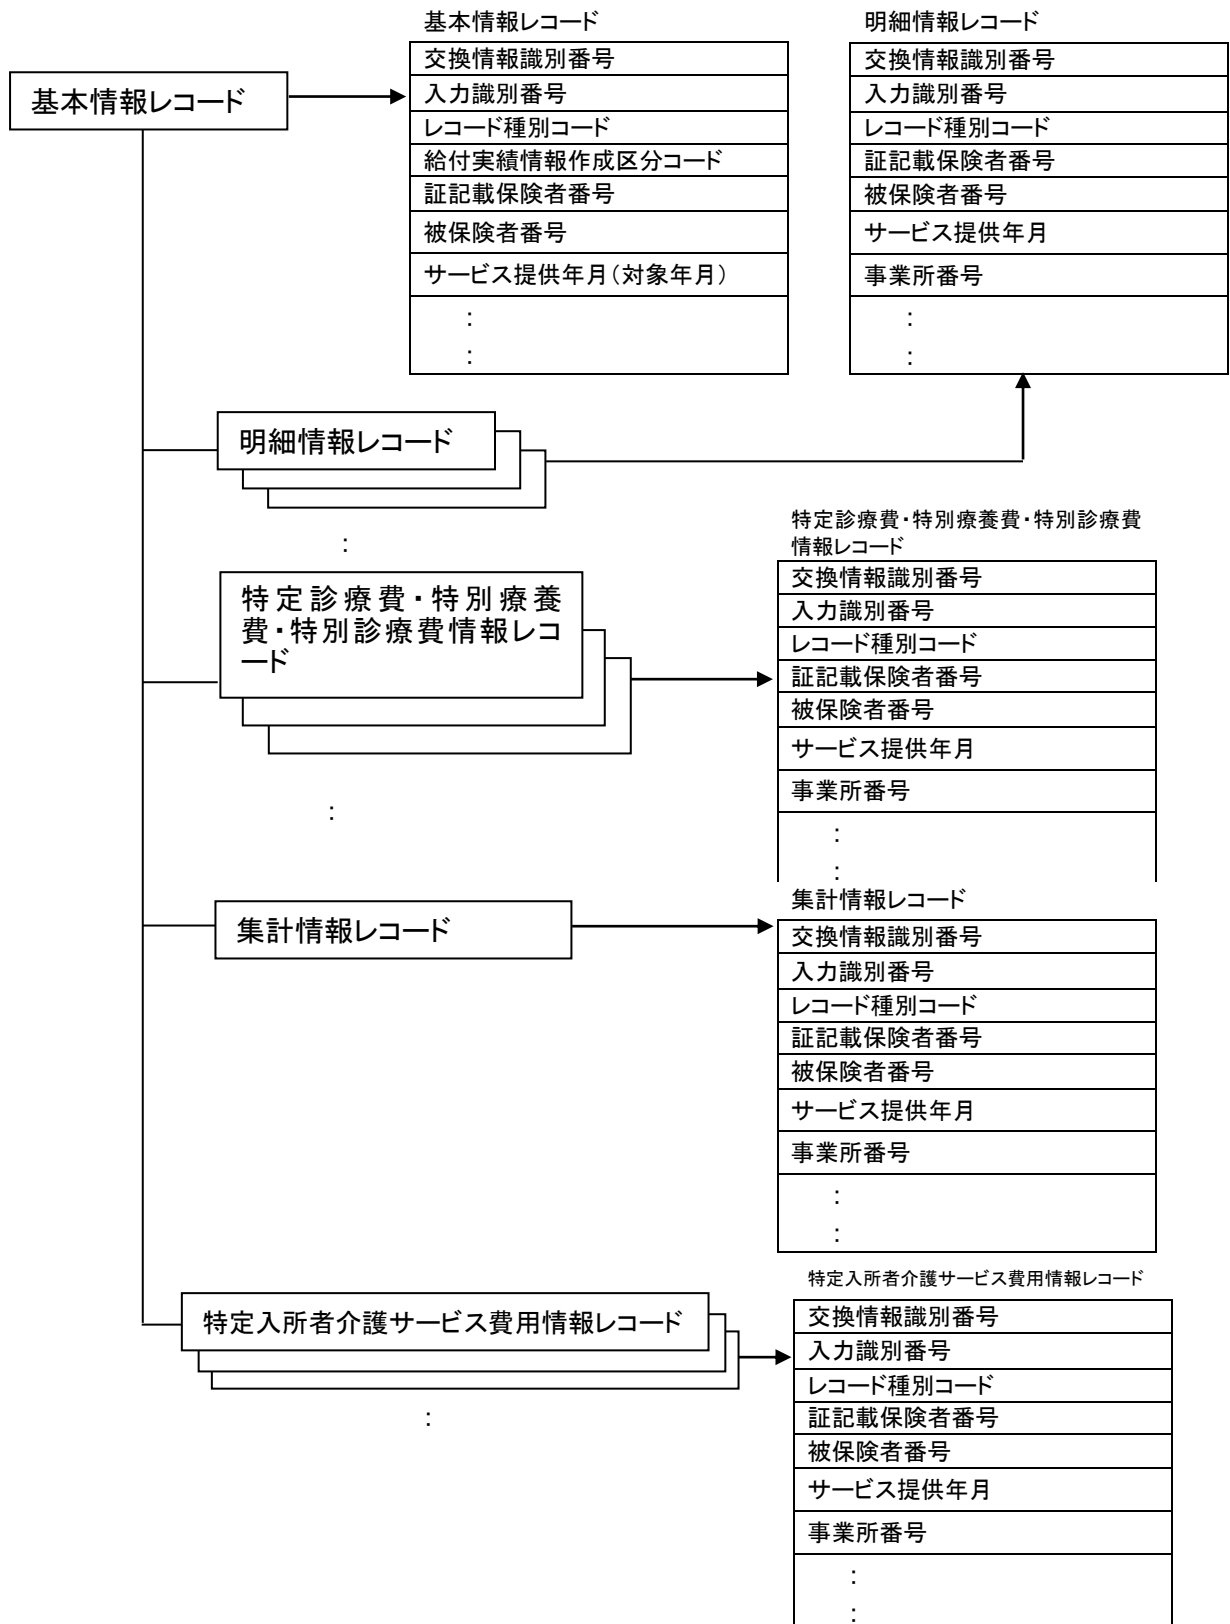 基本情報レコード
基本情報レコード
交換情報識別番号
入力識別番号
レコード種別コード
給付実績情報作成区分コード
証記載保険者番号
被保険者番号
サービス提供年月(対象年月)
:
:
明細情報レコード
交換情報識別番号
入力識別番号
レコード種別コード
証記載保険者番号
被保険者番号
サービス提供年月
事業所番号
:
:
明細情報レコード
:
特定診療費・特別療養
費・特別診療費情報レコ
ード
:
特定診療費・特別療養費・特別診療費
情報レコード
交換情報識別番号
入力識別番号
レコード種別コード
証記載保険者番号
被保険者番号
サービス提供年月
事業所番号
:
:
集計情報レコード
集計情報レコード
交換情報識別番号
入力識別番号
レコード種別コード
証記載保険者番号
被保険者番号
サービス提供年月
事業所番号
:
:
特定入所者介護サービス費用情報レコード
:
特定入所者介護サービス費用情報レコード
交換情報識別番号
入力識別番号
レコード種別コード
証記載保険者番号
被保険者番号
サービス提供年月
事業所番号
:
: